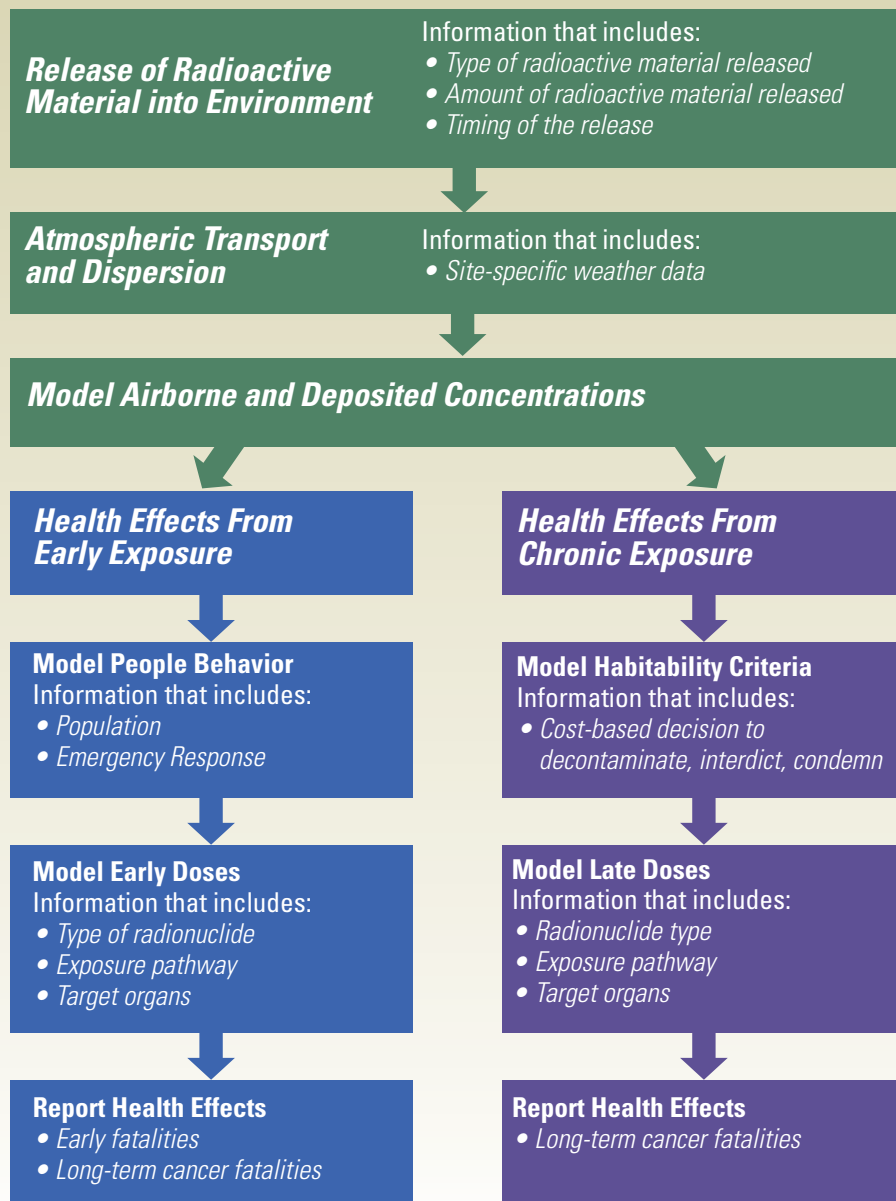 Release of Radioactive
Material into Environment
Information that includes:
• Type of radioactive material released
• Amount of radioactive material released
• Timing of the release
Atmospheric Transport
and Dispersion
Information that includes:
• Site-specific weather data
Model Airborne and Deposited Concentrations
Health Effects From
Early Exposure
Model People Behavior
Information that includes:
• Population
• Emergency Response
Model Early Doses
Information that includes:
• Type of radionuclide
• Exposure pathway
• Target organs
Report Health Effects
• Early fatalities
• Long-term cancer fatalities
Health Effects From
Chronic Exposure
Model Habitability Criteria
Information that includes:
• Cost-based decision to
decontaminate, interdict, condemn
Model Late Doses
Information that includes:
• Radionuclide type
• Exposure pathway
• Target organs
Report Health Effects
• Long-term cancer fatalities